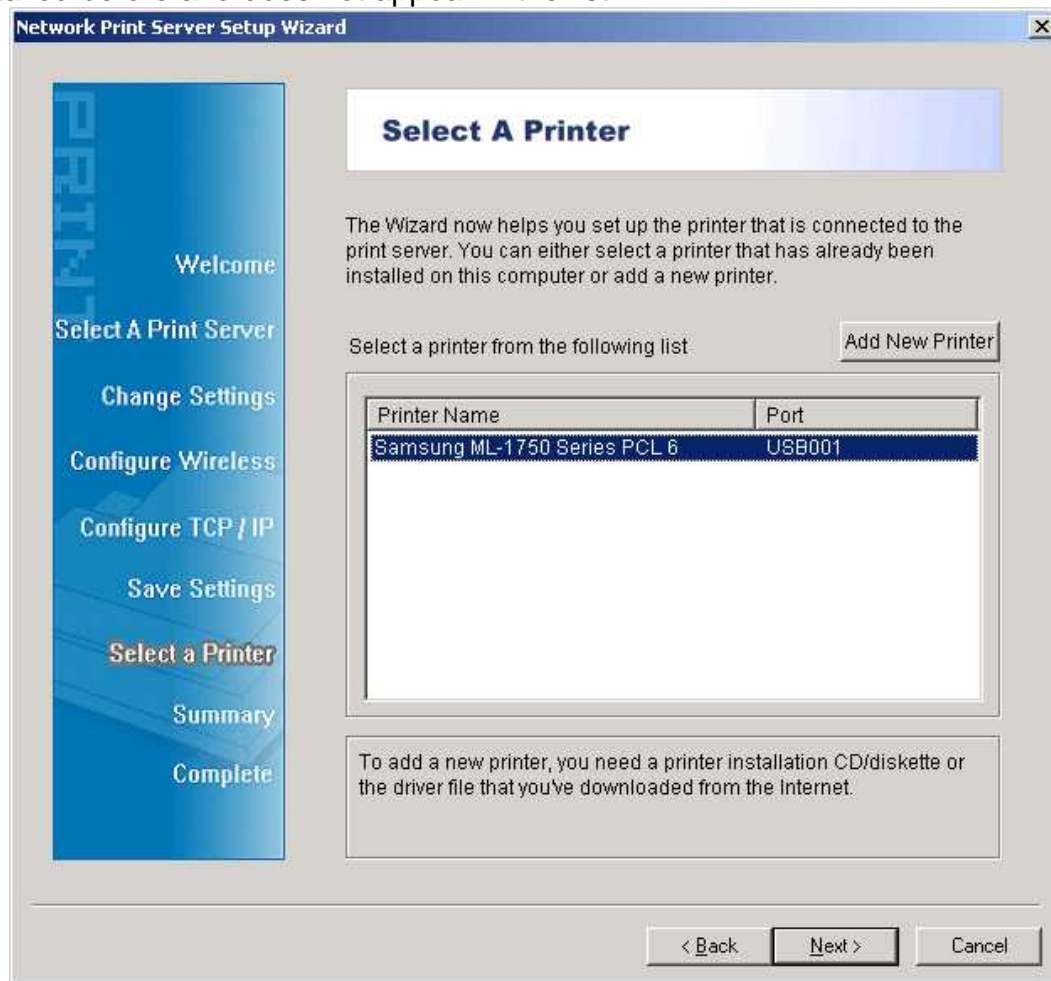 Network Print Server Setup Wizard
PRINT
Select A Printer
The Wizard now helps you set up the printer that is connected to the
print server. You can either select a printer that has already been
installed on this computer or add a new printer.
Welcome
Select A Print Server
Change Settings
Configure Wireless
Configure TCP / IP
Save Settings
Select a Printer
Summary
Complete
Select a printer from the following list
Add New Printer
Printer Name Port
Samsung ML-1750 Series PCL 6 USB001
To add a new printer, you need a printer installation CD/diskette or
the driver file that you've downloaded from the Internet.
< Back
Next >
Cancel